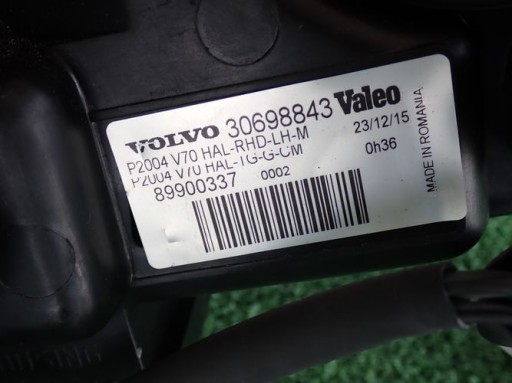 VOLVO 30698843 Valeo
P2004 V70 HAL-RHD-LH-M 23/12/15
P2004 V70 HAL-TG-G-CM 0h36
89900337 0002
MADE IN ROMANIA